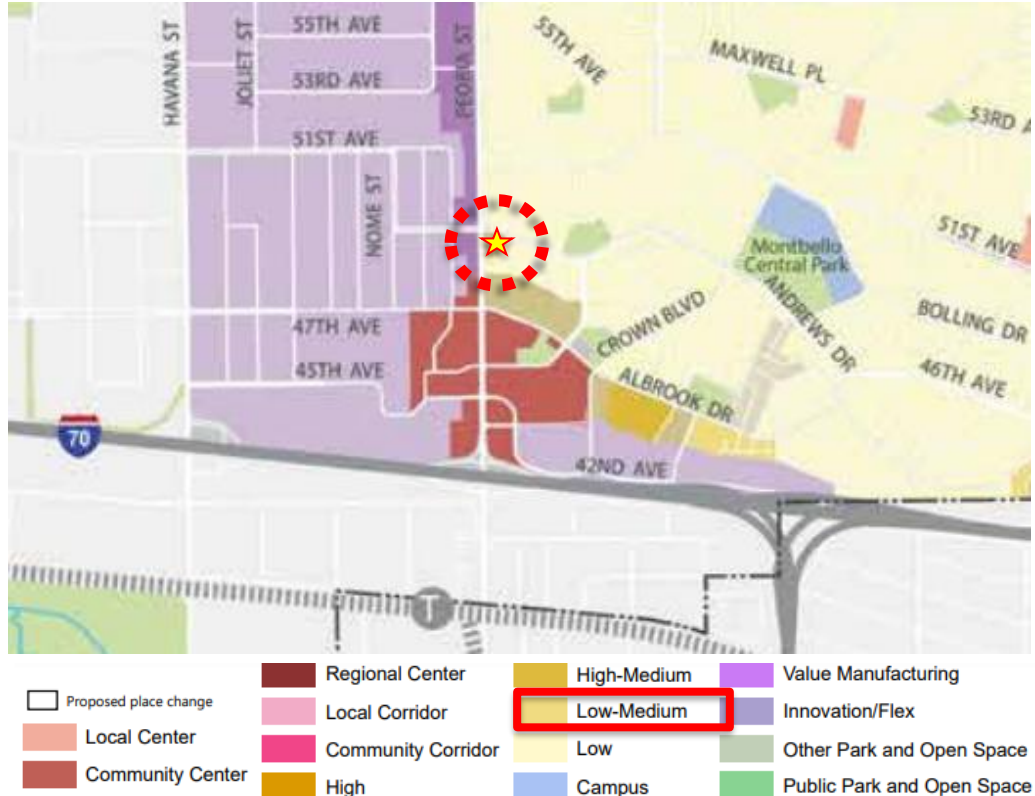 55TH AVE
HAVANA ST
JOLIET ST
PEORIA ST
55TH AVE
MAXWELL PL
53RD AVE
53RD A
51ST AVE
NOME ST
51ST AVE
Montbello
Central Park
ANDREWS DR
BOLLING DR
47TH AVE
CROWN BLVD
45TH AVE
46TH AVE
ALBROOK DR
70
42ND AVE
T
Proposed place change
Local Center
Community Center
Regional Center
Local Corridor
Community Corridor
High
High-Medium
Low-Medium
Low
Campus
Value Manufacturing
Innovation/Flex
Other Park and Open Space
Public Park and Open Space